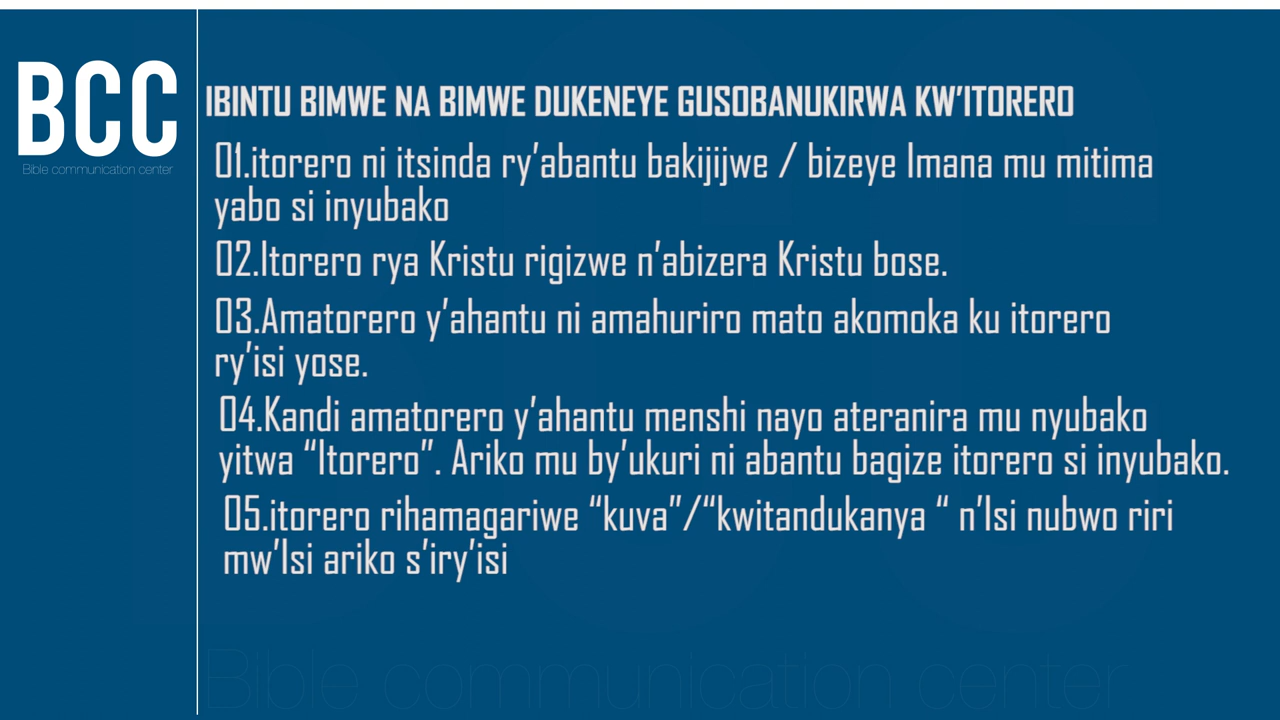 BCC
Bible communication center
IBINTU BIMWE NA BIMWE DUKENEYE GUSOBANUKIRWA KW'ITORERO
01.itorero ni itsinda ry'abantu bakijijwe / bizeye Imana mu mitima
yabo si inyubako
02.Itorero rya Kristu rigizwe n'abizera Kristu bose.
03.Amatorero y'ahantu ni amahuriro mato akomoka ku itorero
ry'isi yose.
04.Kandi amatorero y'ahantu menshi nayo ateranira mu nyubako
yitwa “Itorero”. Ariko mu by'ukuri ni abantu bagize itorero si inyubako.
05.itorero rihamagariwe “kuva”/“kwitandukanya “ n'Isi nubwo riri
mw'Isi ariko s'iry'isi
Bible communication center